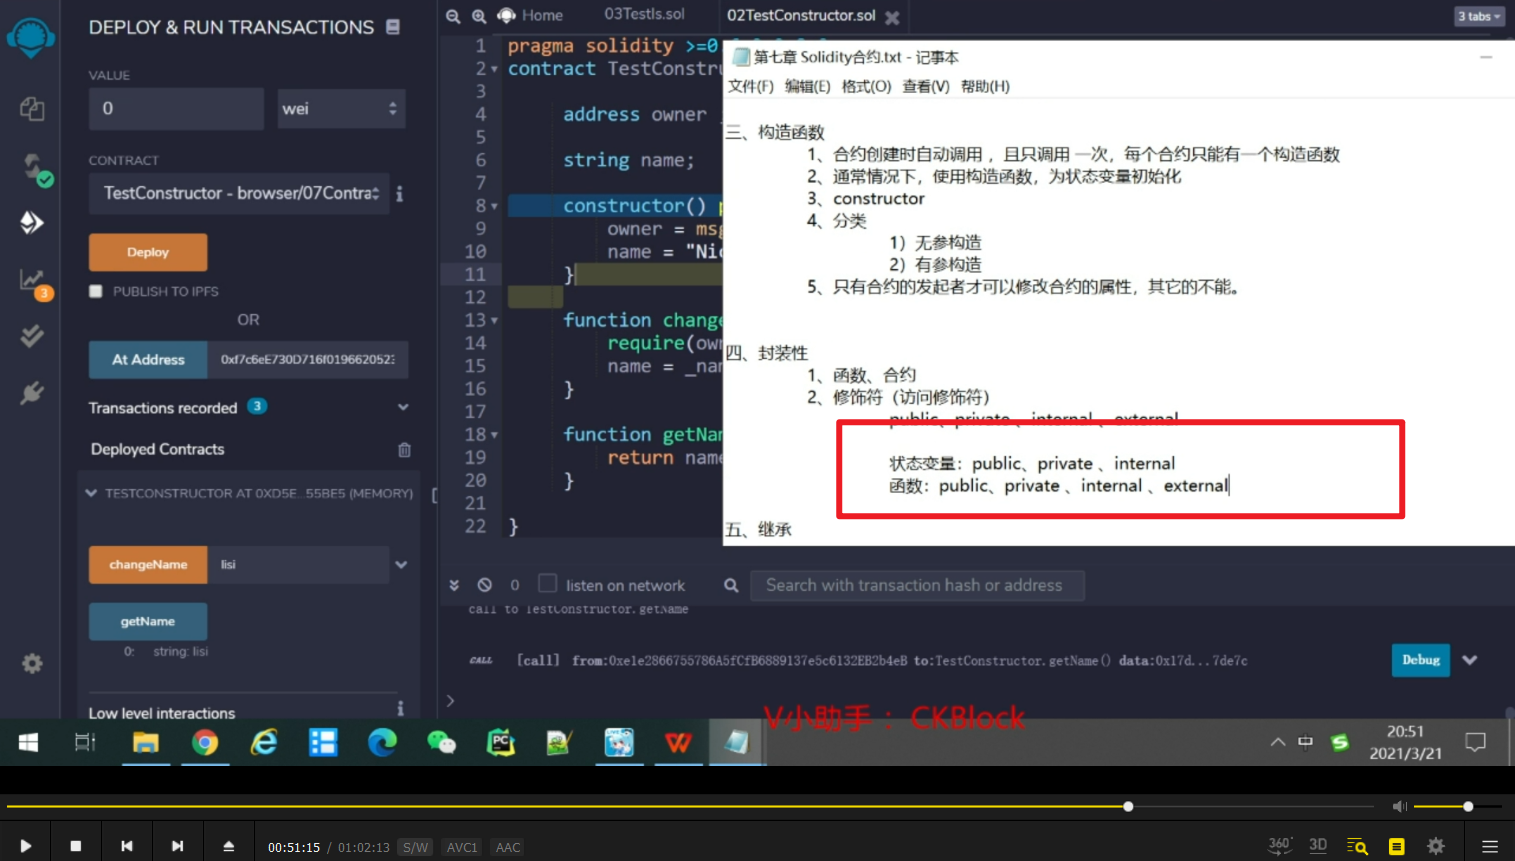 DEPLOY & RUN TRANSACTIONS
VALUE
0
wei
CONTRACT
TestConstructor - browser/07Contra
Deploy
PUBLISH TO IPFS
OR
At Address
0xf7c6eE730D716f0196620523
Transactions recorded
3
Deployed Contracts
TESTCONSTRUCTOR AT 0XD5E...55BE5 (MEMORY)
changeName
lisi
getName
0: string: lisi
Low level interactions
3
Home
03TestIs.sol
02TestConstructor.sol
3 tabs
1 pragma solidity >=0
2 contract TestConstru
3
4 address owner
5
6 string name;
7
8 constructor()
9 owner = msg
10 name = "Nic
11 }
12
13 function change
14 require(own
15 name = _nam
16 }
17
18 function getNam
19 return name
20 }
21
22 }
第七章 Solidity合约.txt - 记事本
文件(F) 编辑(E) 格式(O) 查看(V) 帮助(H)
三、构造函数
1、合约创建时自动调用 ，且只调用 一次，每个合约只能有一个构造函数
2、通常情况下，使用构造函数，为状态变量初始化
3、constructor
4、分类
1）无参构造
2）有参构造
5、只有合约的发起者才可以修改合约的属性，其它的不能。
四、封装性
1、函数、合约
2、修饰符（访问修饰符）
public、private 、internal 、external
状态变量：public、private 、internal
函数：public、private 、internal 、external
五、继承
0
listen on network
Search with transaction hash or address
call to TestConstructor.getName
CALL [call] from:0xe1e2866755786A5fCfB6889137e5c6132EB2b4eB to:TestConstructor.getName() data:0x17d...7de7c
Debug
>
V小助手： CKBlock
PC
W
中
S
20:51
2021/3/21
00:51:15 / 01:02:13
S/W
AVC1
AAC
360°
3D